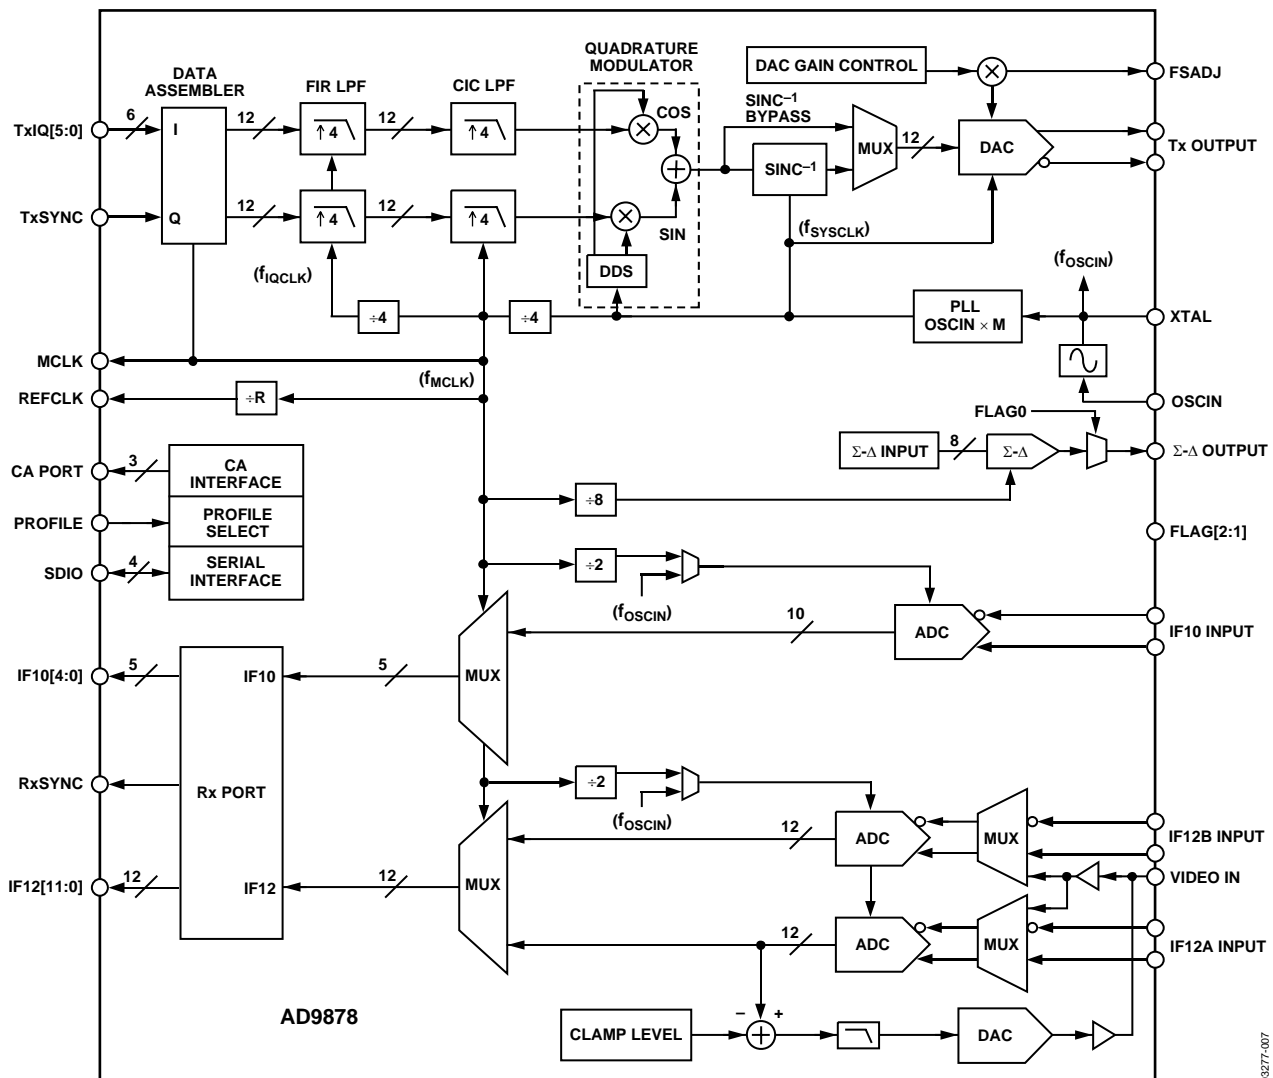 QUADRATURE
MODULATOR
DAC GAIN CONTROL
FSADJ
DATA
ASSEMBLER
FIR LPF
CIC LPF
SINC–1
BYPASS
COS
TxIQ[5:0]
6
I
12
↑4
12
↑4
MUX
12
DAC
Tx OUTPUT
SINC–1
TxSYNC
Q
12
↑4
12
↑4
SIN
(fSYSCLK)
(fIQCLK)
DDS
(fOSCIN)
÷4
÷4
PLL
OSCIN × M
XTAL
MCLK
(fMCLK)
REFCLK
÷R
OSCIN
FLAG0
CA PORT
3
CA
INTERFACE
Σ-Δ INPUT
8
Σ-Δ
Σ-Δ OUTPUT
÷8
PROFILE
PROFILE
SELECT
FLAG[2:1]
SDIO
4
SERIAL
INTERFACE
÷2
(fOSCIN)
10
ADC
IF10 INPUT
IF10[4:0]
5
IF10
5
MUX
RxSYNC
Rx PORT
÷2
(fOSCIN)
12
ADC
MUX
IF12B INPUT
IF12[11:0]
12
IF12
12
MUX
VIDEO IN
12
ADC
MUX
IF12A INPUT
AD9878
CLAMP LEVEL
–
+
DAC
03277-007